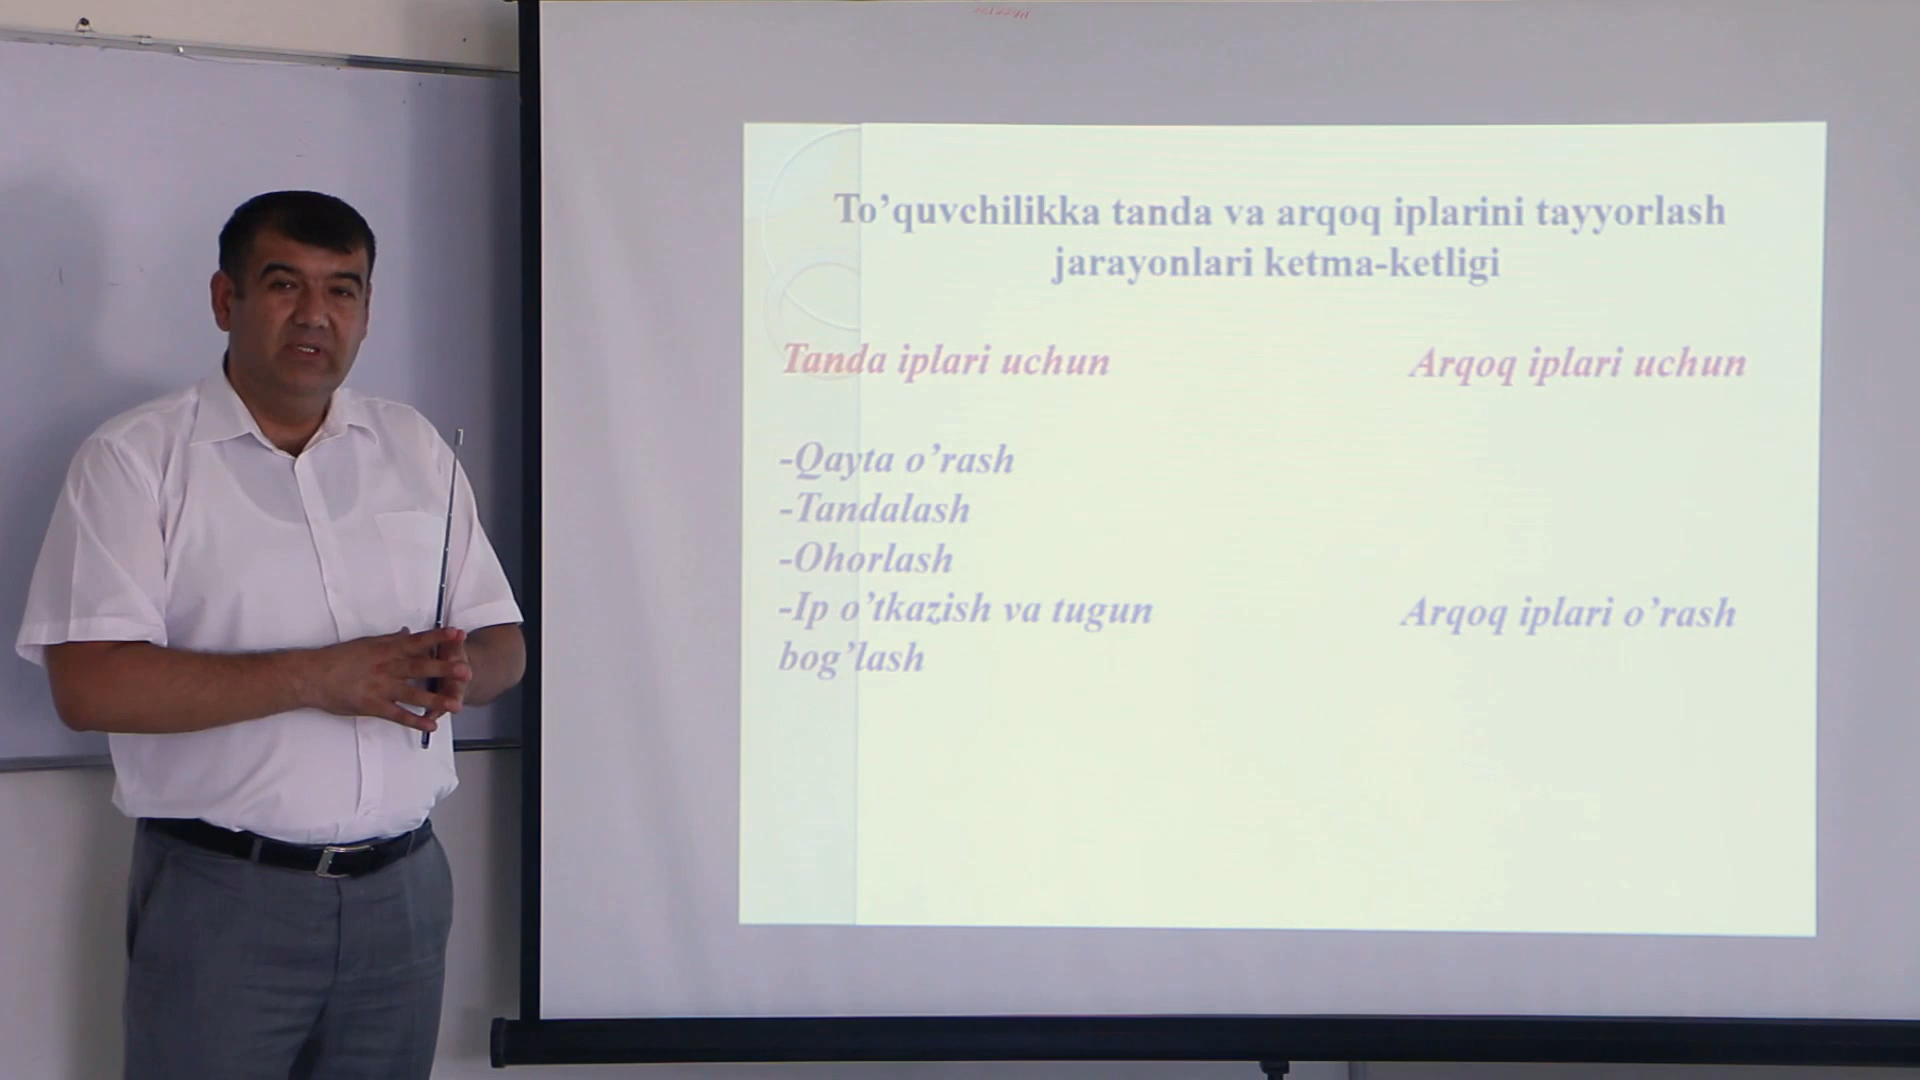 To’quvchilikka tanda va arqoq iplarini tayyorlash
jarayonlari ketma-ketligi
Tanda iplari uchun
Arqoq iplari uchun
-Qayta o’rash
-Tandalash
-Ohorlash
-Ip o’tkazish va tugun
bog’lash
Arqoq iplari o’rash